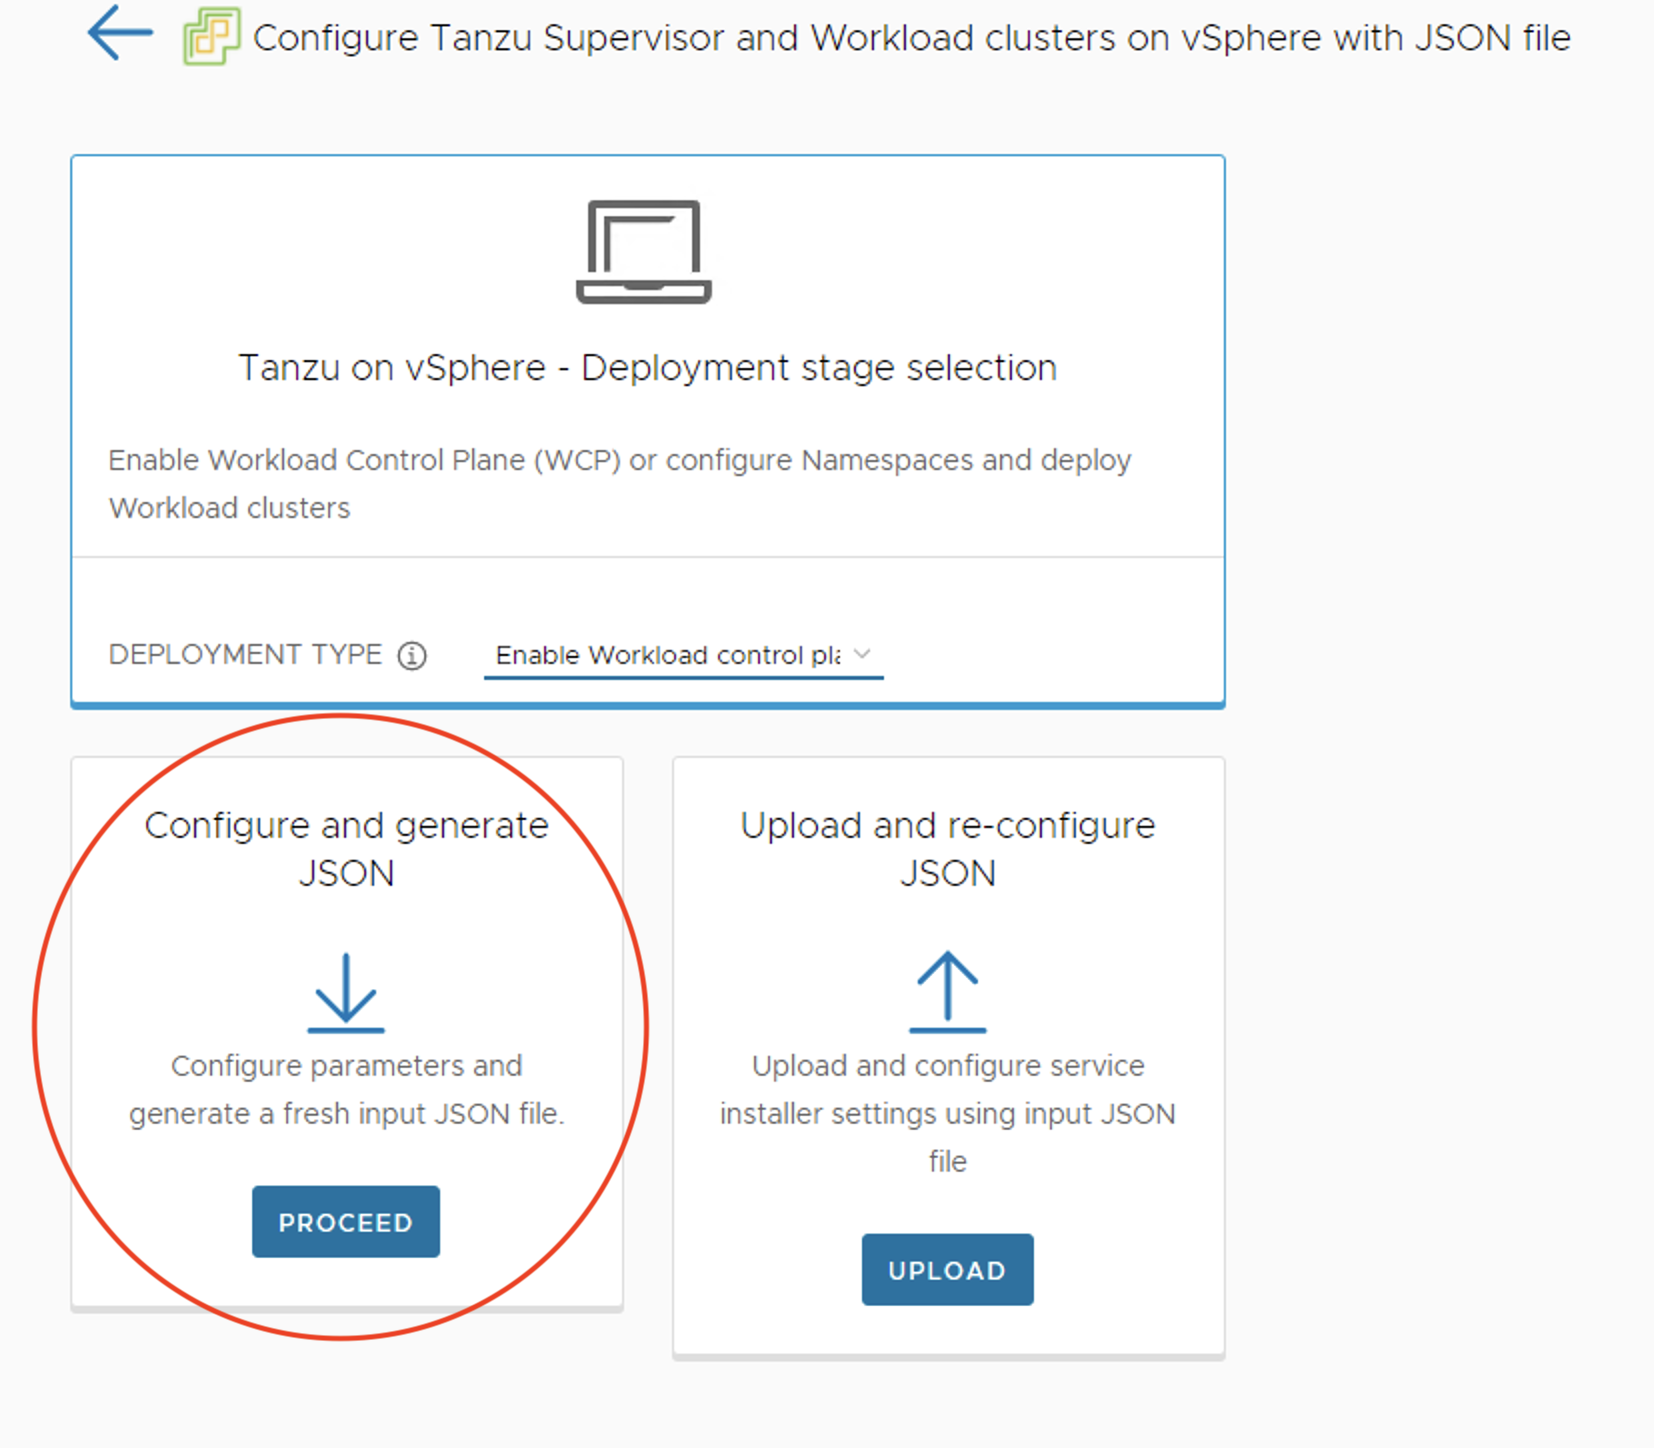 Configure Tanzu Supervisor and Workload clusters on vSphere with JSON file
Tanzu on vSphere - Deployment stage selection
Enable Workload Control Plane (WCP) or configure Namespaces and deploy
Workload clusters
DEPLOYMENT TYPE
Enable Workload control pla
Configure and generate
JSON
Configure parameters and
generate a fresh input JSON file.
PROCEED
Upload and re-configure
JSON
Upload and configure service
installer settings using input JSON
file
UPLOAD